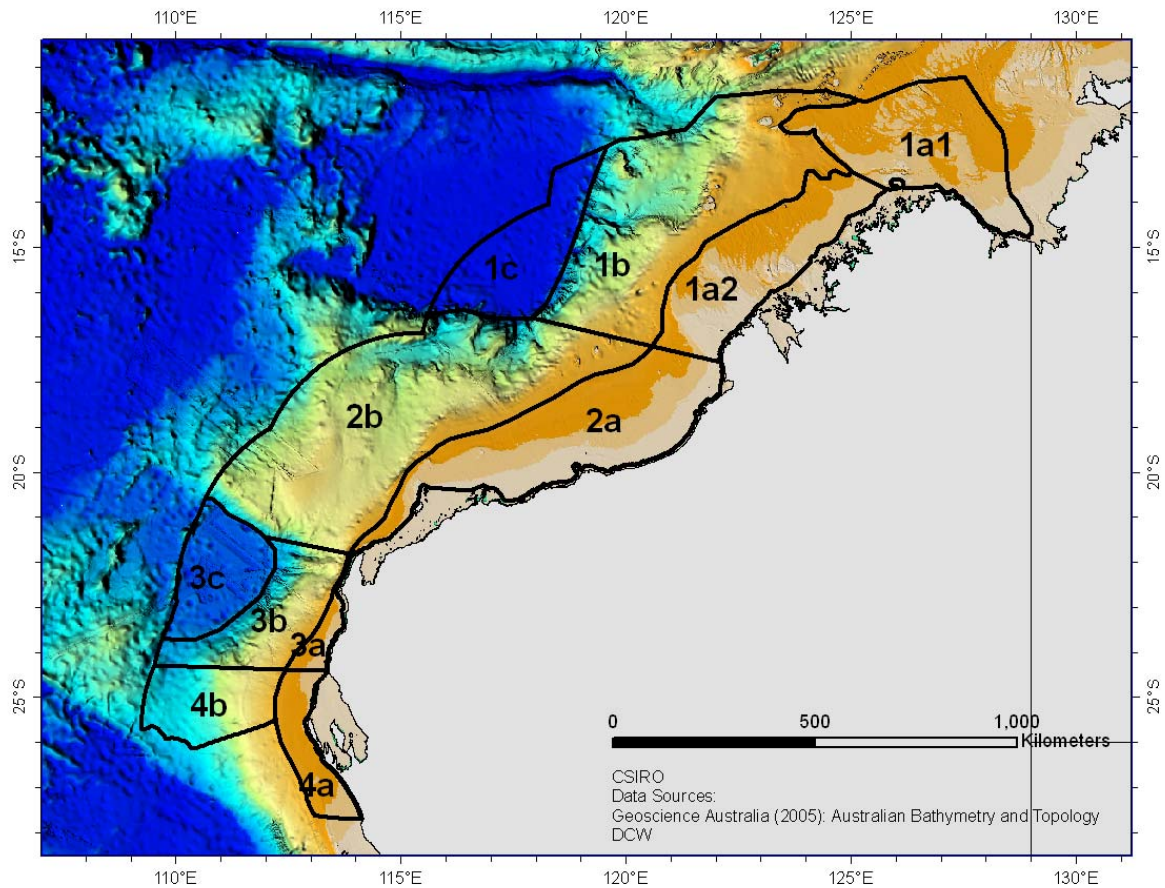 110°E 115°E 120°E 125°E 130°E
1a1
15°S 15°S
1c 1b
1a2
2b 2a
20°S 20°S
3c
3b
3a
25°S 4b 25°S
0 500 1,000
Kilometers
4a
CSIRO
Data Sources:
Geoscience Australia (2005): Australian Bathymetry and Topology
DCW
110°E 115°E 120°E 125°E 130°E